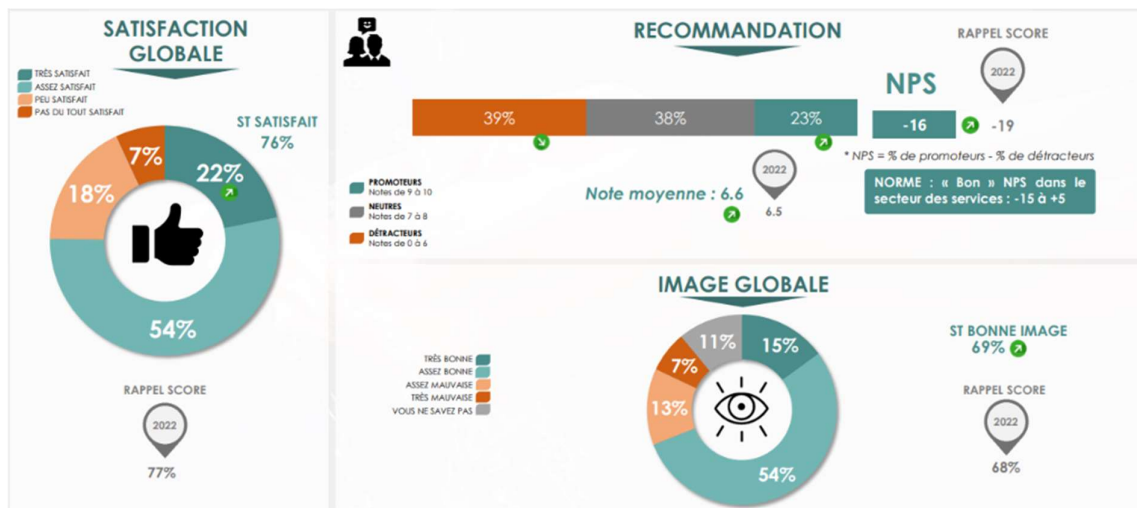 SATISFACTION
GLOBALE
TRÈS SATISFAIT
ASSEZ SATISFAIT
PEU SATISFAIT
PAS DU TOUT SATISFAIT
ST SATISFAIT
76%
7%
22%
18%
54%
RAPPEL SCORE
2022
77%
RECOMMANDATION
RAPPEL SCORE
2022
NPS
39%
38%
23%
-16
-19
* NPS = % de promoteurs - % de détracteurs
NORME : « Bon » NPS dans le
secteur des services : -15 à +5
Note moyenne : 6.6
2022
6.5
PROMOTEURS
Notes de 9 à 10
NEUTRES
Notes de 7 à 8
DÉTRACTEURS
Notes de 0 à 6
IMAGE GLOBALE
TRÈS BONNE
ASSEZ BONNE
ASSEZ MAUVAISE
TRÈS MAUVAISE
VOUS NE SAVEZ PAS
11%
15%
7%
13%
54%
ST BONNE IMAGE
69%
RAPPEL SCORE
2022
68%